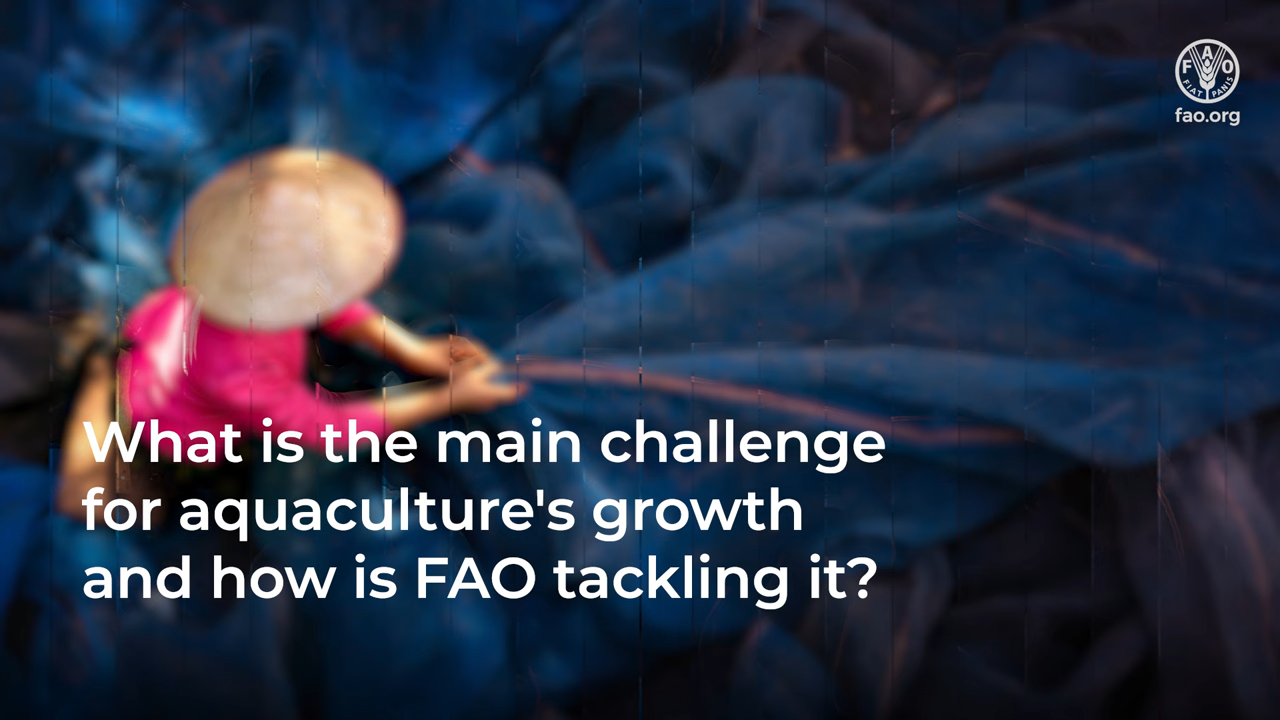 FAO
FIAT PANIS
fao.org
What is the main challenge
for aquaculture's growth
and how is FAO tackling it?